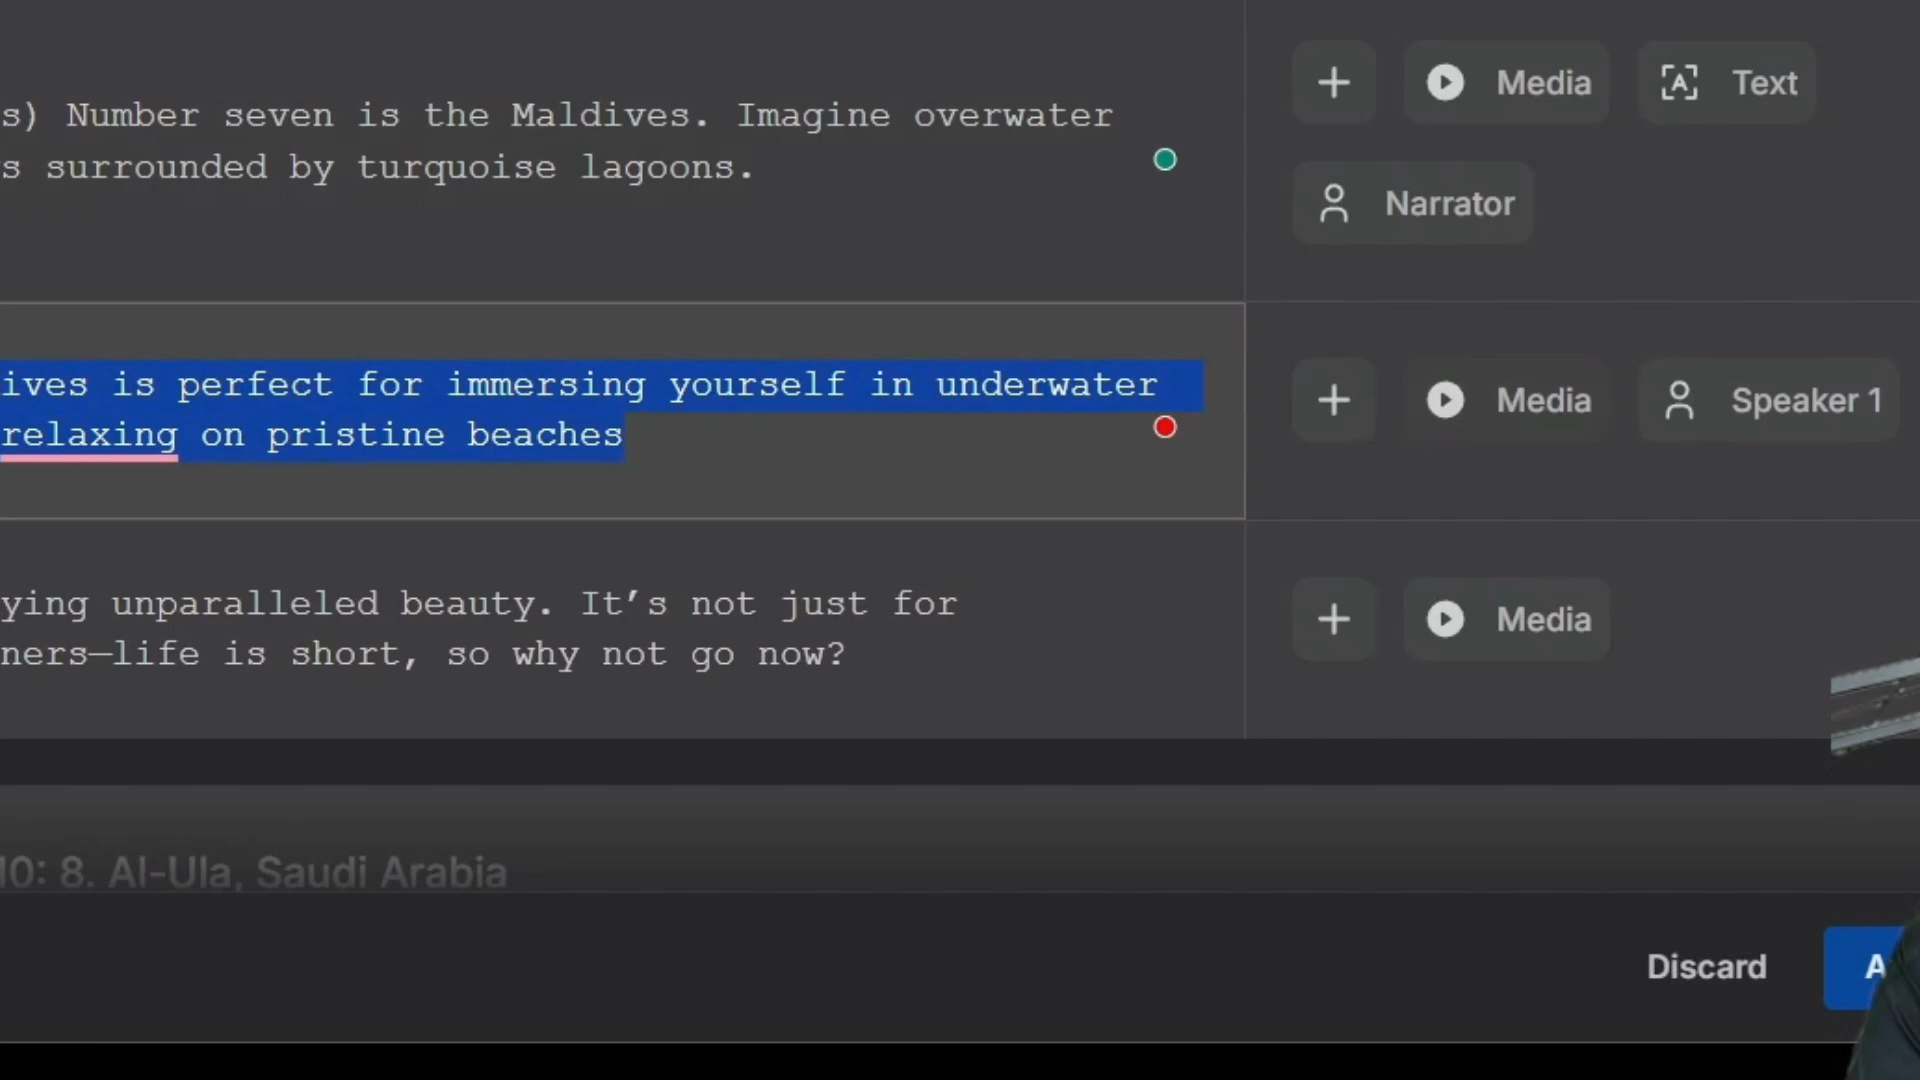 s) Number seven is the Maldives. Imagine overwater
s surrounded by turquoise lagoons.
+ Media Text
Narrator
ives is perfect for immersing yourself in underwater
relaxing on pristine beaches
+ Media Speaker 1
ying unparalleled beauty. It’s not just for
ners—life is short, so why not go now?
+ Media
10: 8. Al-Ula, Saudi Arabia
Discard